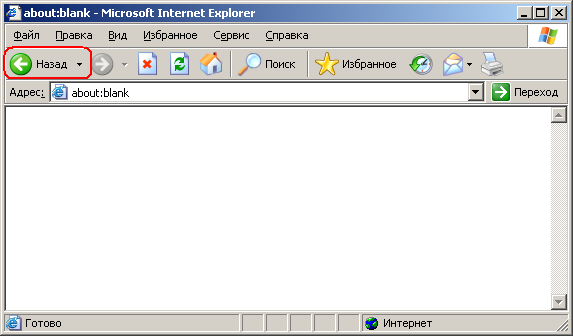 about:blank - Microsoft Internet Explorer
Файл Правка Вид Избранное Сервис Справка
Назад Поиск Избранное
Адрес: about:blank Переход
Готово Интернет